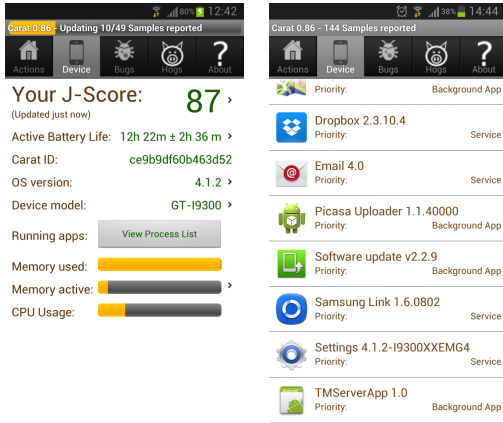 80% 12:42
Carat 0.86 - Updating 10/49 Samples reported
Actions Device Bugs Hogs About
Your J-Score: 87
(Updated just now)
Active Battery Life: 12h 22m ± 2h 36 m
Carat ID: ce9b9df60b463d52
OS version: 4.1.2
Device model: GT-I9300
Running apps: View Process List
Memory used:
Memory active:
CPU Usage:
38% 14:44
Carat 0.86 - 144 Samples reported
Actions Device Bugs Hogs About
Priority: Background App
Dropbox 2.3.10.4
Priority: Service
Email 4.0
Priority: Service
Picasa Uploader 1.1.40000
Priority: Background App
Software update v2.2.9
Priority: Background App
Samsung Link 1.6.0802
Priority: Service
Settings 4.1.2-I9300XXEMG4
Priority: Service
TMServerApp 1.0
Priority: Background App